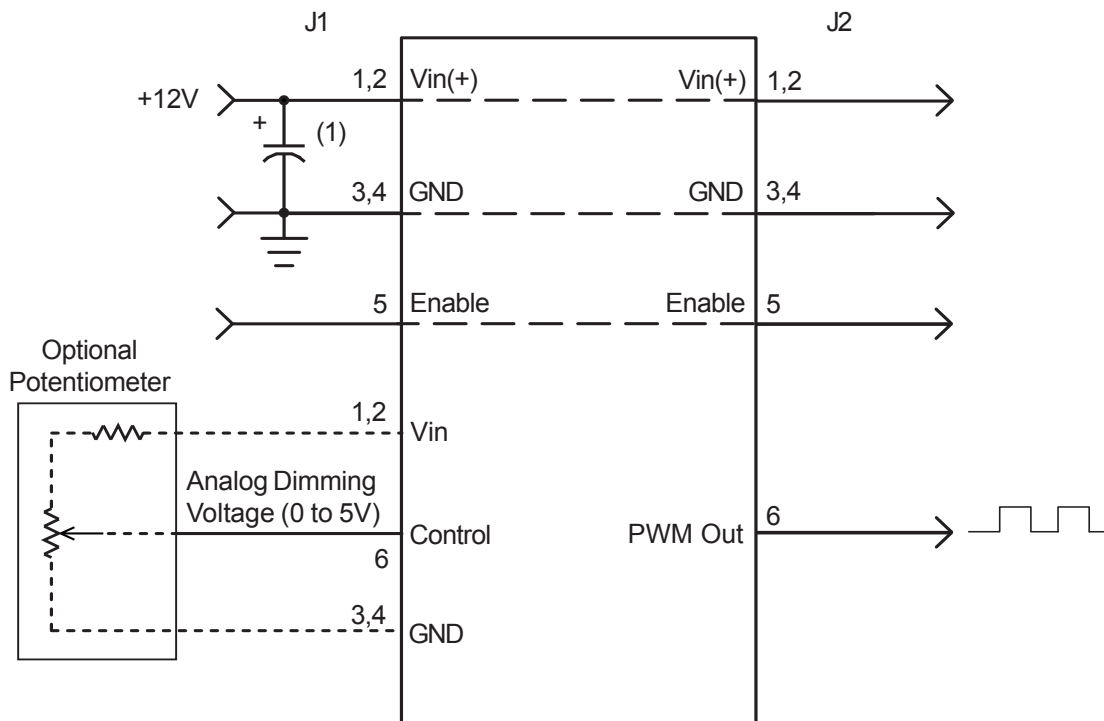 J1 J2
+12V 1,2 Vin(+) Vin(+) 1,2
+ (1)
3,4 GND GND 3,4
5 Enable Enable 5
Optional
Potentiometer
1,2 Vin
Analog Dimming
Voltage (0 to 5V)
Control PWM Out 6
6
3,4 GND